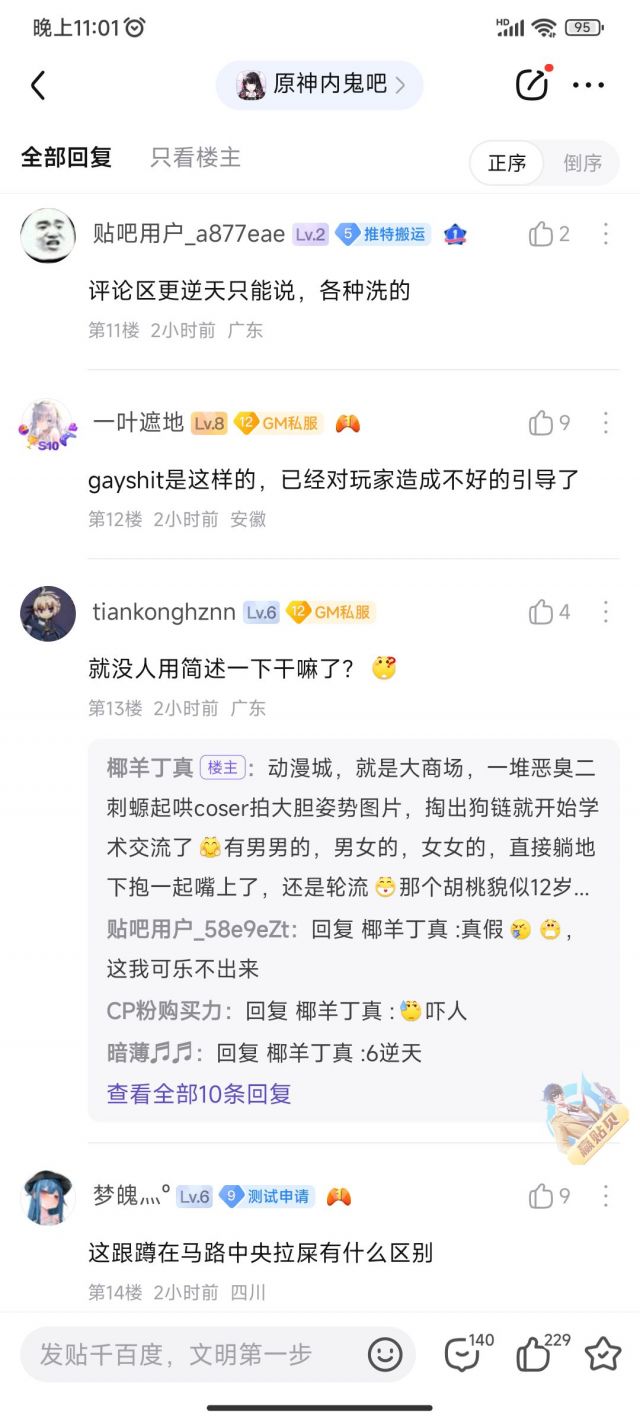 晚上11:01
HD
95
原神内鬼吧
全部回复
只看楼主
正序
倒序
贴吧用户_a877eae Lv.2 5 推特搬运 1
2
评论区更逆天只能说，各种洗的
第11楼 2小时前 广东
一叶遮地 Lv.8 12 GM私服
9
S10
gayshit是这样的，已经对玩家造成不好的引导了
第12楼 2小时前 安徽
tiankonghznn Lv.6 12 GM私服
4
就没人用简述一下干嘛了？
第13楼 2小时前 广东
椰羊丁真 楼主：动漫城，就是大商场，一堆恶臭二
刺螈起哄coser拍大胆姿势图片，掏出狗链就开始学
术交流了有男男的，男女的，女女的，直接躺地
下抱一起嘴上了，还是轮流那个胡桃貌似12岁...
贴吧用户_58e9eZt：回复 椰羊丁真 :真假，
这我可乐不出来
CP粉购买力：回复 椰羊丁真 :吓人
暗薄🎵🎵：回复 椰羊丁真 :6逆天
查看全部10条回复
赢贴贝
梦魄灬º Lv.6 9 测试申请
9
这跟蹲在马路中央拉屎有什么区别
第14楼 2小时前 四川
发贴千百度，文明第一步
140
229